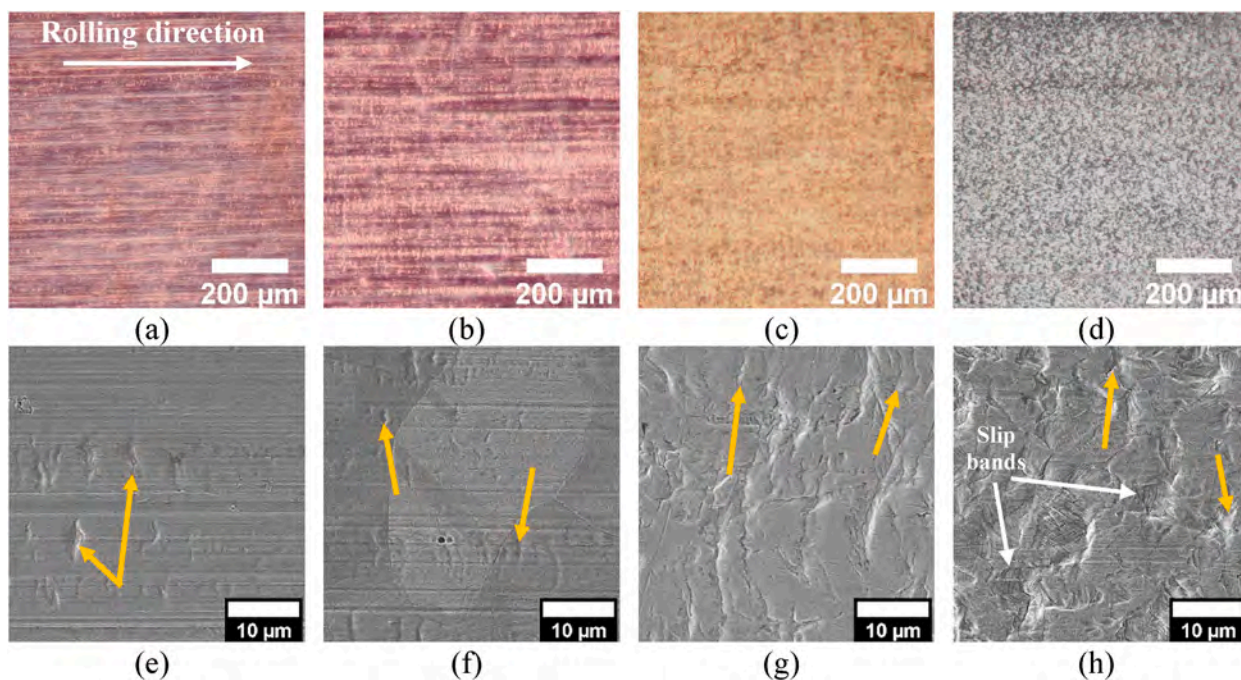 Rolling direction
200 µm
200 µm
200 µm
200 µm
(a)
(b)
(c)
(d)
Slip
bands
10 µm
10 µm
10 µm
10 µm
(e)
(f)
(g)
(h)